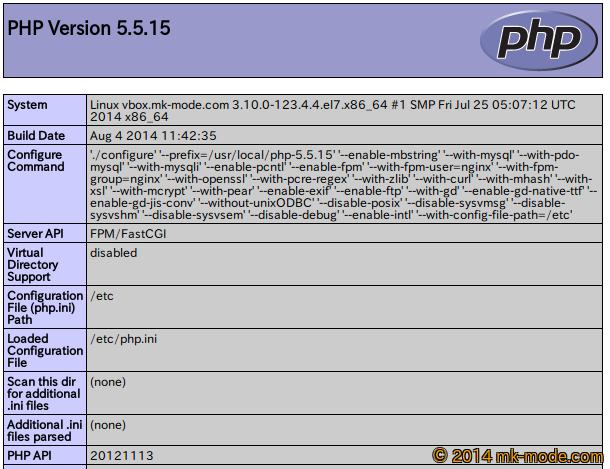 PHP Version 5.5.15
php
System
Linux vbox.mk-mode.com 3.10.0-123.4.4.el7.x86_64 #1 SMP Fri Jul 25 05:07:12 UTC
2014 x86_64
Build Date
Aug 4 2014 11:42:35
Configure
Command
'./configure' '--prefix=/usr/local/php-5.5.15' '--enable-mbstring' '--with-mysql' '--with-pdo-
mysql' '--with-mysqli' '--enable-pcntl' '--enable-fpm' '--with-fpm-user=nginx' '--with-fpm-
group=nginx' '--with-openssl' '--with-pcre-regex' '--with-zlib' '--with-curl' '--with-mhash' '--with-
xsl' '--with-mcrypt' '--with-pear' '--enable-exif' '--enable-ftp' '--with-gd' '--enable-gd-native-ttf' '--
enable-gd-jis-conv' '--without-unixODBC' '--disable-posix' '--disable-sysvmsg' '--disable-
sysvshm' '--disable-sysvsem' '--disable-debug' '--enable-intl' '--with-config-file-path=/etc'
Server API
FPM/FastCGI
Virtual
Directory
Support
disabled
Configuration
File (php.ini)
Path
/etc
Loaded
Configuration
File
/etc/php.ini
Scan this dir
for additional
.ini files
(none)
Additional .ini
files parsed
(none)
PHP API
20121113
© 2014 mk-mode.com